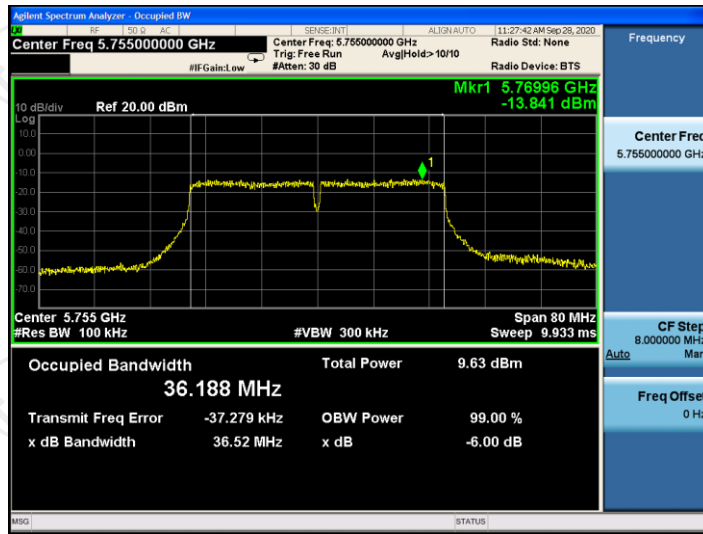 Agilent Spectrum Analyzer - Occupied BW
RF 50 Ω AC SENSE:INT ALIGN AUTO 11:27:42 AM Sep 28, 2020
Center Freq 5.755000000 GHz
Center Freq: 5.755000000 GHz Radio Std: None
Trig: Free Run Avg|Hold:> 10/10
#IFGain:Low #Atten: 30 dB Radio Device: BTS
Mkr1 5.76996 GHz
-13.841 dBm
10 dB/div Ref 20.00 dBm
Log
10.0
0.00
-10.0
-20.0
-30.0
-40.0
-50.0
-60.0
-70.0
1
Center 5.755 GHz Span 80 MHz
#Res BW 100 kHz #VBW 300 kHz Sweep 9.933 ms
Occupied Bandwidth Total Power 9.63 dBm
36.188 MHz
Transmit Freq Error -37.279 kHz OBW Power 99.00 %
x dB Bandwidth 36.52 MHz x dB -6.00 dB
MSG STATUS
Frequency
Center Freq
5.755000000 GHz
CF Step
8.000000 MHz
Auto Man
Freq Offset
0 Hz